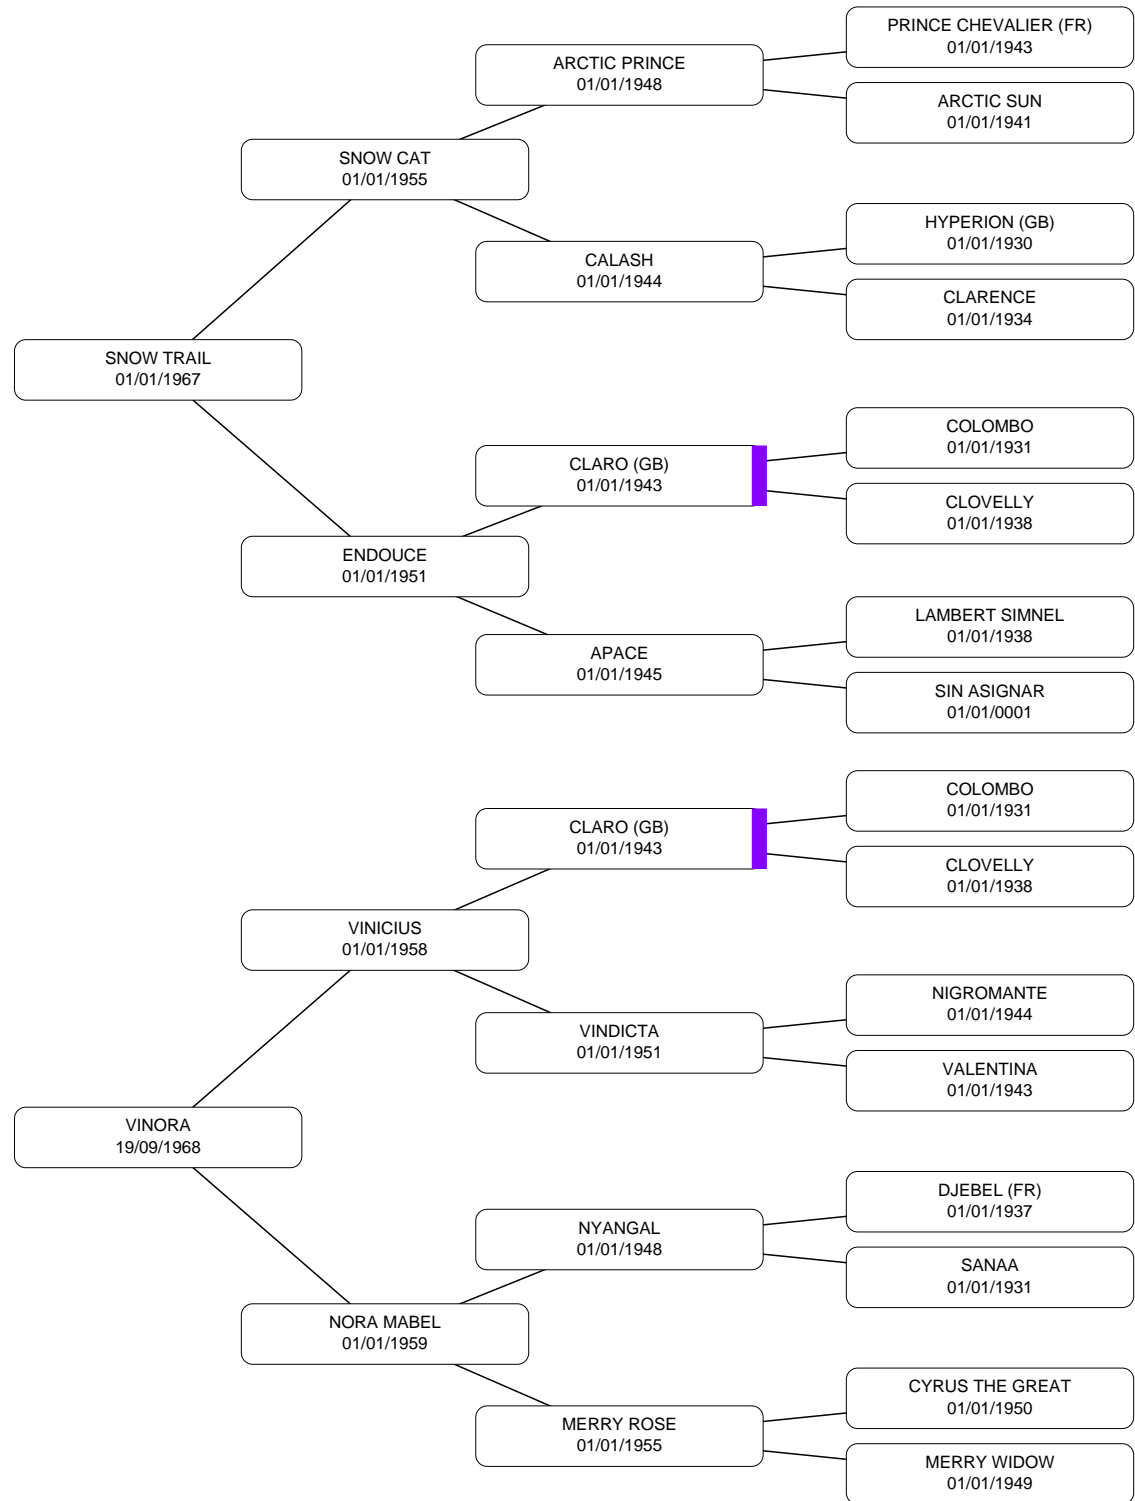 PRINCE CHEVALIER (FR)
01/01/1943
ARCTIC PRINCE
01/01/1948
ARCTIC SUN
01/01/1941
SNOW CAT
01/01/1955
HYPERION (GB)
01/01/1930
CALASH
01/01/1944
CLARENCE
01/01/1934
SNOW TRAIL
01/01/1967
COLOMBO
01/01/1931
CLARO (GB)
01/01/1943
CLOVELLY
01/01/1938
ENDOUCE
01/01/1951
LAMBERT SIMNEL
01/01/1938
APACE
01/01/1945
SIN ASIGNAR
01/01/0001
COLOMBO
01/01/1931
CLARO (GB)
01/01/1943
CLOVELLY
01/01/1938
VINICIUS
01/01/1958
NIGROMANTE
01/01/1944
VINDICTA
01/01/1951
VALENTINA
01/01/1943
VINORA
19/09/1968
DJEBEL (FR)
01/01/1937
NYANGAL
01/01/1948
SANAA
01/01/1931
NORA MABEL
01/01/1959
CYRUS THE GREAT
01/01/1950
MERRY ROSE
01/01/1955
MERRY WIDOW
01/01/1949